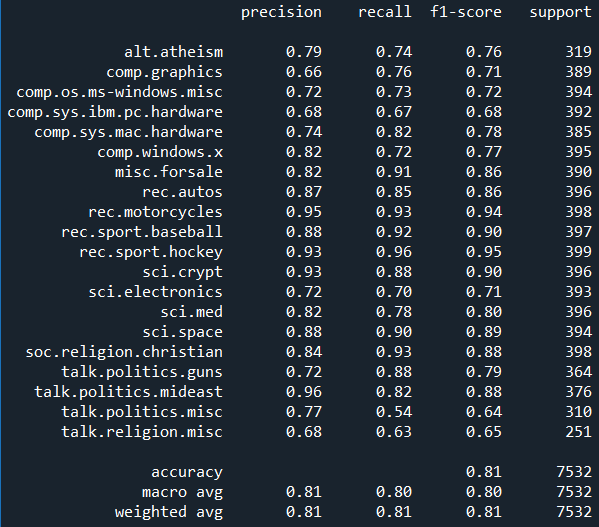 precision recall f1-score support
alt.atheism 0.79 0.74 0.76 319
comp.graphics 0.66 0.76 0.71 389
comp.os.ms-windows.misc 0.72 0.73 0.72 394
comp.sys.ibm.pc.hardware 0.68 0.67 0.68 392
comp.sys.mac.hardware 0.74 0.82 0.78 385
comp.windows.x 0.82 0.72 0.77 395
misc.forsale 0.82 0.91 0.86 390
rec.autos 0.87 0.85 0.86 396
rec.motorcycles 0.95 0.93 0.94 398
rec.sport.baseball 0.88 0.92 0.90 397
rec.sport.hockey 0.93 0.96 0.95 399
sci.crypt 0.93 0.88 0.90 396
sci.electronics 0.72 0.70 0.71 393
sci.med 0.82 0.78 0.80 396
sci.space 0.88 0.90 0.89 394
soc.religion.christian 0.84 0.93 0.88 398
talk.politics.guns 0.72 0.88 0.79 364
talk.politics.mideast 0.96 0.82 0.88 376
talk.politics.misc 0.77 0.54 0.64 310
talk.religion.misc 0.68 0.63 0.65 251
accuracy 0.81 7532
macro avg 0.81 0.80 0.80 7532
weighted avg 0.81 0.81 0.81 7532